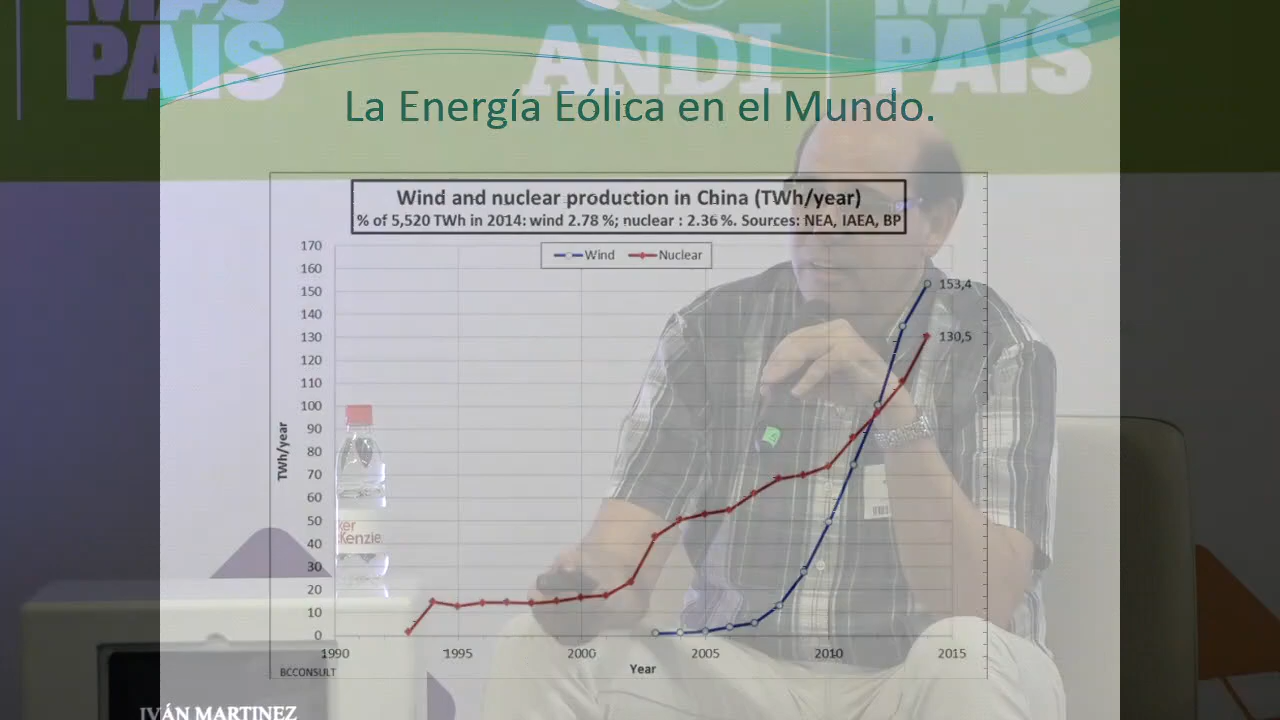 MÁS
PAÍS
ANDI
MÁS
PAÍS
La Energía Eólica en el Mundo.
Wind and nuclear production in China (TWh/year)
% of 5,520 TWh in 2014: wind 2.78 %; nuclear : 2.36 %. Sources: NEA, IAEA, BP
Wind Nuclear
170
160
150
140
130
120
110
100
90
80
70
60
50
40
30
20
10
0
153,4
130,5
TWh/year
1990 1995 2000 2005 2010 2015
Year
BCCONSULT
ker
cKenzie
IVÁN MARTINEZ